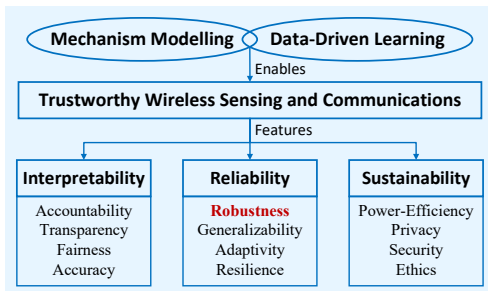 Mechanism Modelling Data-Driven Learning
Enables
Trustworthy Wireless Sensing and Communications
Features
Interpretability
Accountability
Transparency
Fairness
Accuracy
Reliability
Robustness
Generalizability
Adaptivity
Resilience
Sustainability
Power-Efficiency
Privacy
Security
Ethics